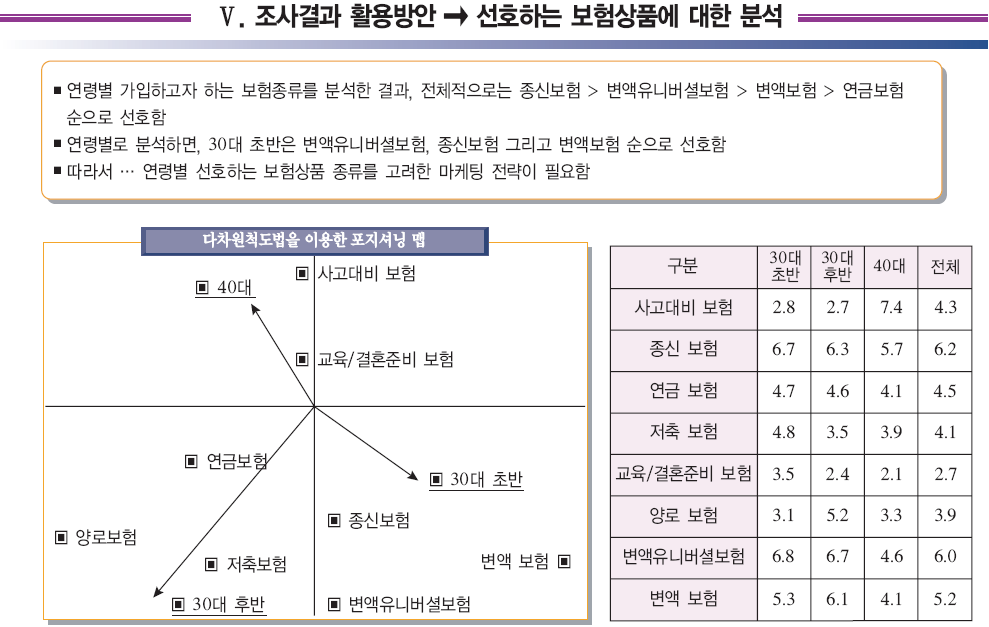 Ⅴ. 조사결과 활용방안 → 선호하는 보험상품에 대한 분석
■ 연령별 가입하고자 하는 보험종류를 분석한 결과, 전체적으로는 종신보험 > 변액유니버셜보험 > 변액보험 > 연금보험
순으로 선호함
■ 연령별로 분석하면, 30대 초반은 변액유니버셜보험, 종신보험 그리고 변액보험 순으로 선호함
■ 따라서 … 연령별 선호하는 보험상품 종류를 고려한 마케팅 전략이 필요함
다차원척도법을 이용한 포지셔닝 맵
▣ 사고대비 보험
▣ 40대
▣ 교육/결혼준비 보험
▣ 연금보험
▣ 30대 초반
▣ 종신보험
▣ 양로보험
변액 보험 ▣
▣ 저축보험
▣ 30대 후반
▣ 변액유니버셜보험
구분 30대 초반 30대 후반 40대 전체
사고대비 보험 2.8 2.7 7.4 4.3
종신 보험 6.7 6.3 5.7 6.2
연금 보험 4.7 4.6 4.1 4.5
저축 보험 4.8 3.5 3.9 4.1
교육/결혼준비 보험 3.5 2.4 2.1 2.7
양로 보험 3.1 5.2 3.3 3.9
변액유니버셜보험 6.8 6.7 4.6 6.0
변액 보험 5.3 6.1 4.1 5.2